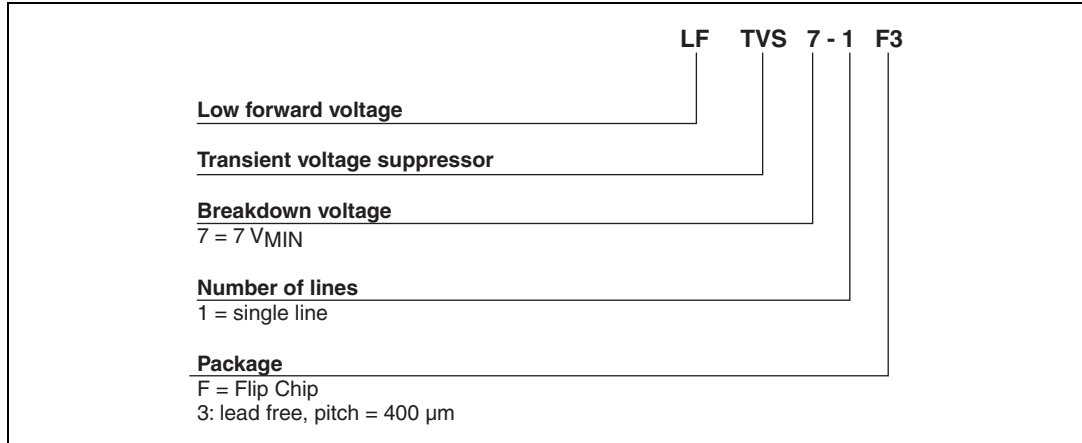 LF TVS 7 - 1 F3
Low forward voltage
Transient voltage suppressor
Breakdown voltage
7 = 7 VMIN
Number of lines
1 = single line
Package
F = Flip Chip
3: lead free, pitch = 400 µm